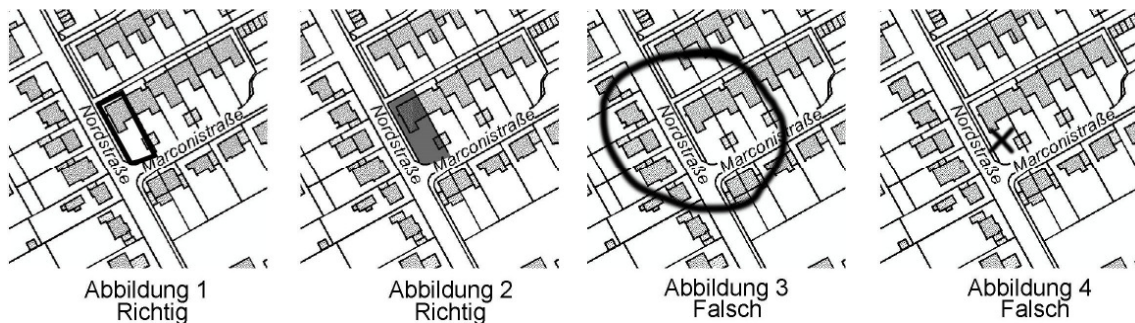 Nordstraße
Marconistraße
Nordstraße
Marconistraße
Nordstraße
Marconistraße
Nordstraße
Marconistraße
Abbildung 1
Richtig
Abbildung 2
Richtig
Abbildung 3
Falsch
Abbildung 4
Falsch